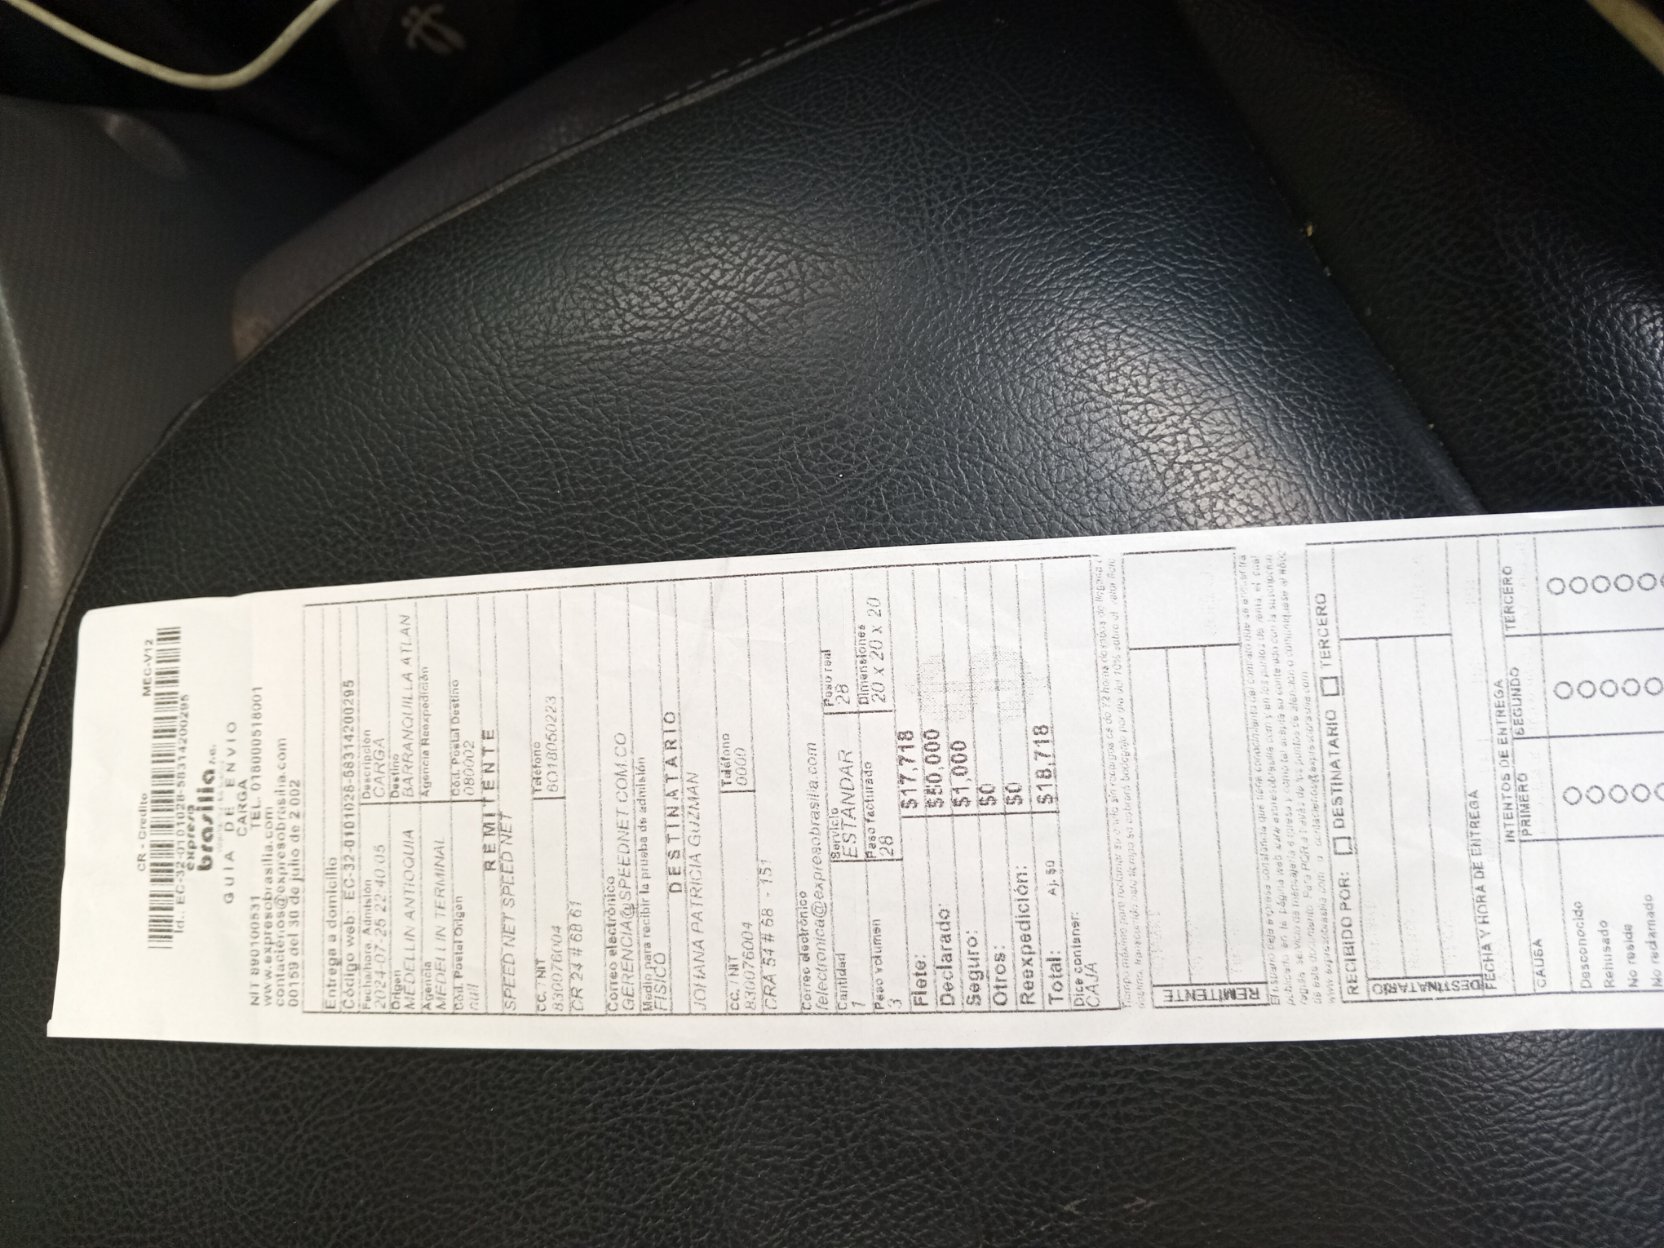 CR - Credito MEC-V12
Id.. EC-32-0101028-58314200295
expreso
brasilia
GUIA DE ENVIO
CARGA
NIT 890100531 TEL. 018000518001
www.expresobrasilia.com
contactenos@expresobrasilia.com
00159 del 30 de julio de 2 002
Entrega a domicilio
Código web: EC-32-0101028-58314200295
Fechahora Admisión Descripción
2024-07-25 22:40:05 CARGA
Origen Destino
MEDELLIN ANTIOQUIA BARRANQUILLA ATLAN
Agencia Agencia Reexpedición
MEDELLIN TERMINAL
Cód. Postal Origen Cód. Postal Destino
null 080002
REMITENTE
SPEED NET SPEED NET
CC. / NIT Teléfono
830076004 6018050223
CR 24 # 6B 61
Correo electrónico
GERENCIA@SPEEDNET.COM.CO
Medio para recibir la prueba de admisión
FISICO
DESTINATARIO
JOHANA PATRICIA GUZMAN
CC. / NIT Teléfono
830076004 0000
CRA 84 # 68 - 151
Correo electrónico
felectronica@expresobrasilia.com
Cantidad Servicio Peso real
1 ESTANDAR 28
Peso volumen Peso facturado Dimensiones
3 28 20 x 20 x 20
Flete: $17,718
Declarado: $50,000
Seguro: $1,000
Otros: $0
Reexpedición: $0
Total: Aj. $0 $18,718
Dice contener:
CAJA
REMITENTE
RECIBIDO POR: DESTINATARIO TERCERO
DESTINATARIO
FECHA Y HORA DE ENTREGA
INTENTOS DE ENTREGA
CAUSA PRIMERO SEGUNDO TERCERO
Desconocido
Rehusado
No reside
No reclamado